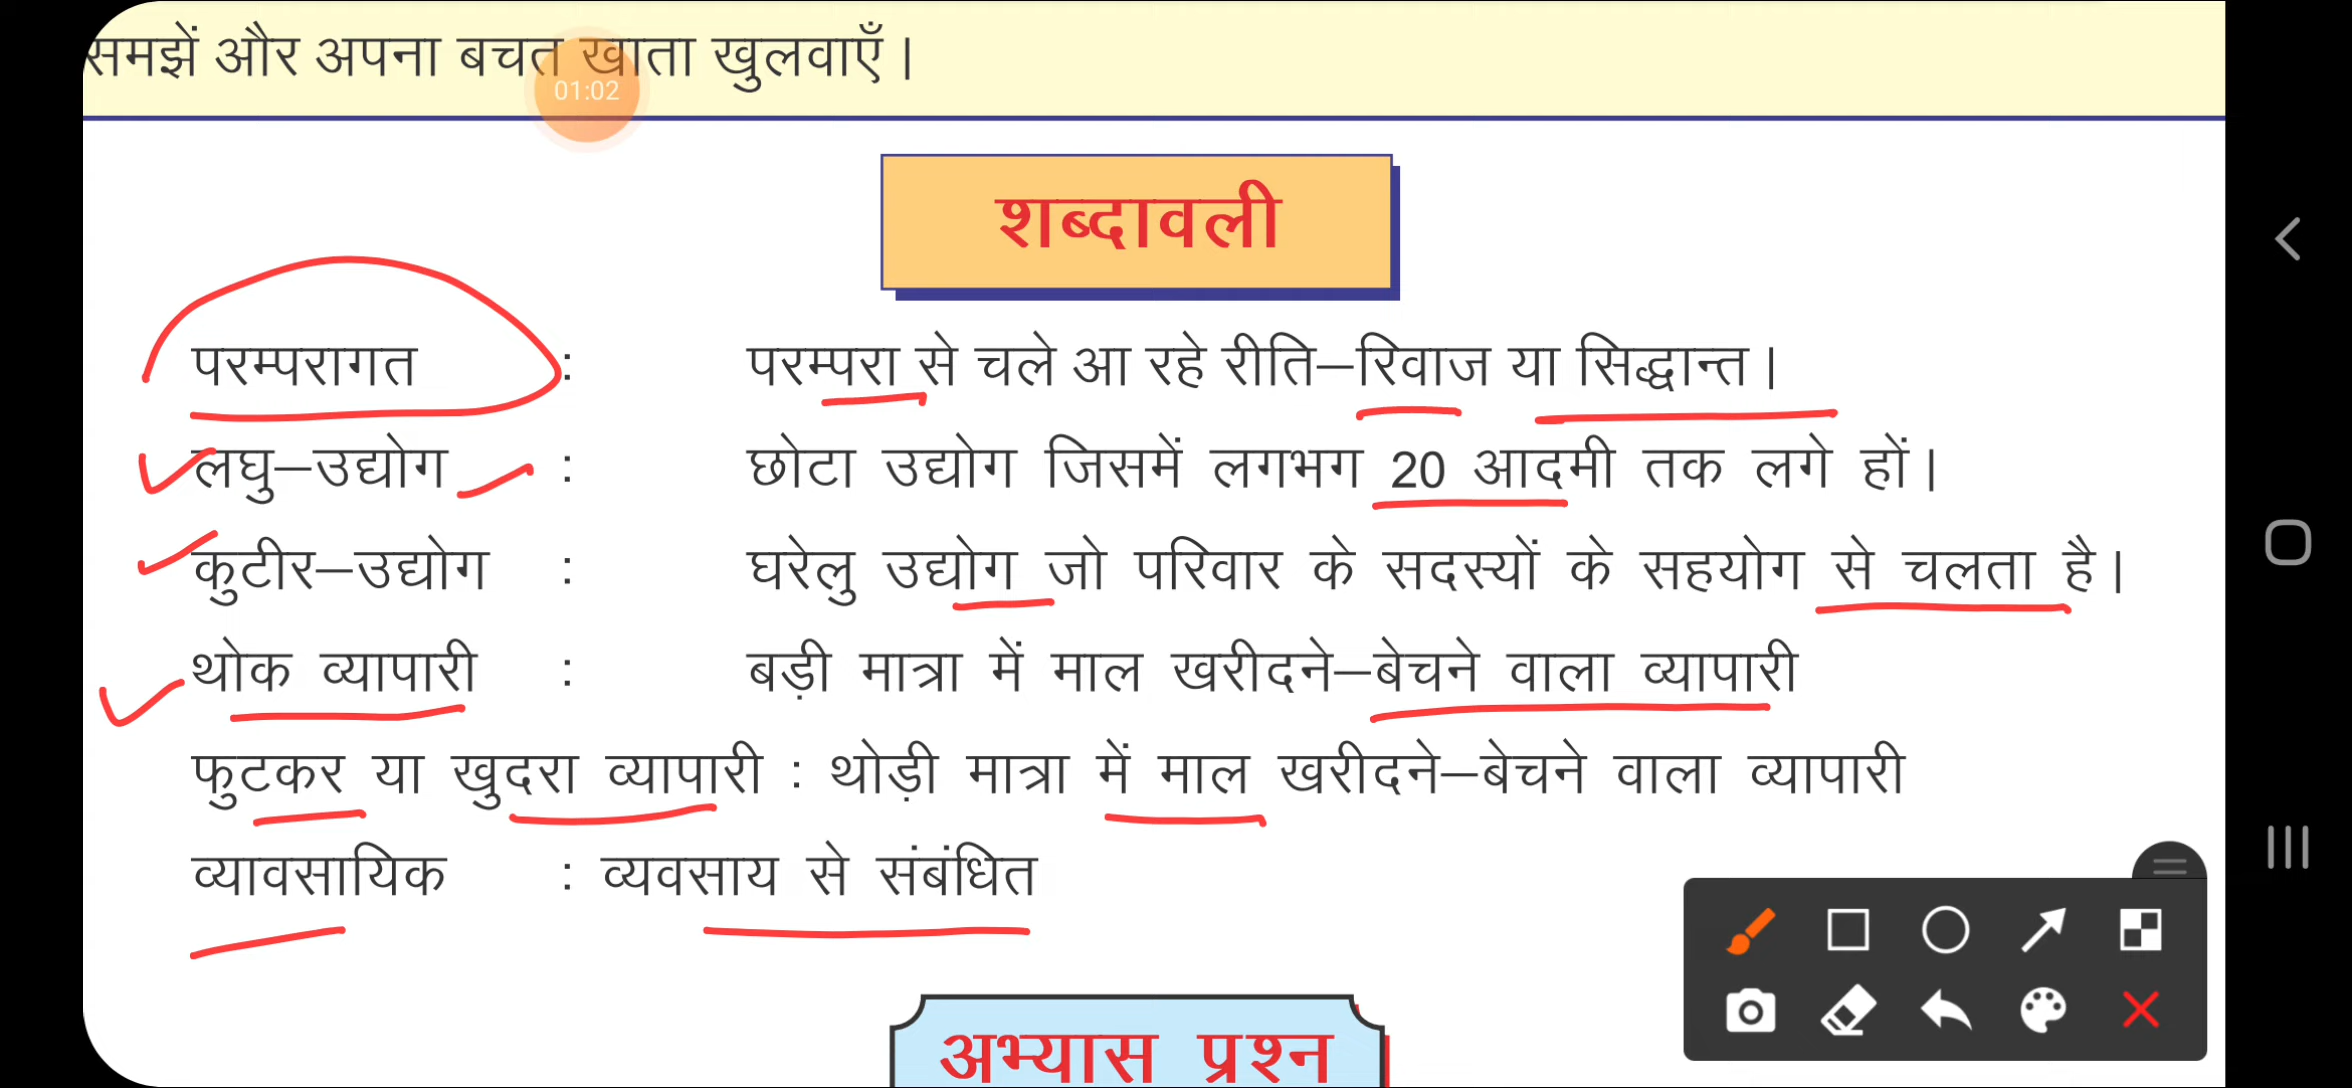 समझें और अपना बचत खाता खुलवाएँ।
01:02
शब्दावली
परम्परागत : परम्परा से चले आ रहे रीति–रिवाज या सिद्धान्त।
लघु–उद्योग : छोटा उद्योग जिसमें लगभग 20 आदमी तक लगे हों।
कुटीर–उद्योग : घरेलु उद्योग जो परिवार के सदस्यों के सहयोग से चलता है।
थोक व्यापारी : बड़ी मात्रा में माल खरीदने–बेचने वाला व्यापारी
फुटकर या खुदरा व्यापारी : थोड़ी मात्रा में माल खरीदने–बेचने वाला व्यापारी
व्यावसायिक : व्यवसाय से संबंधित
अभ्यास प्रश्न